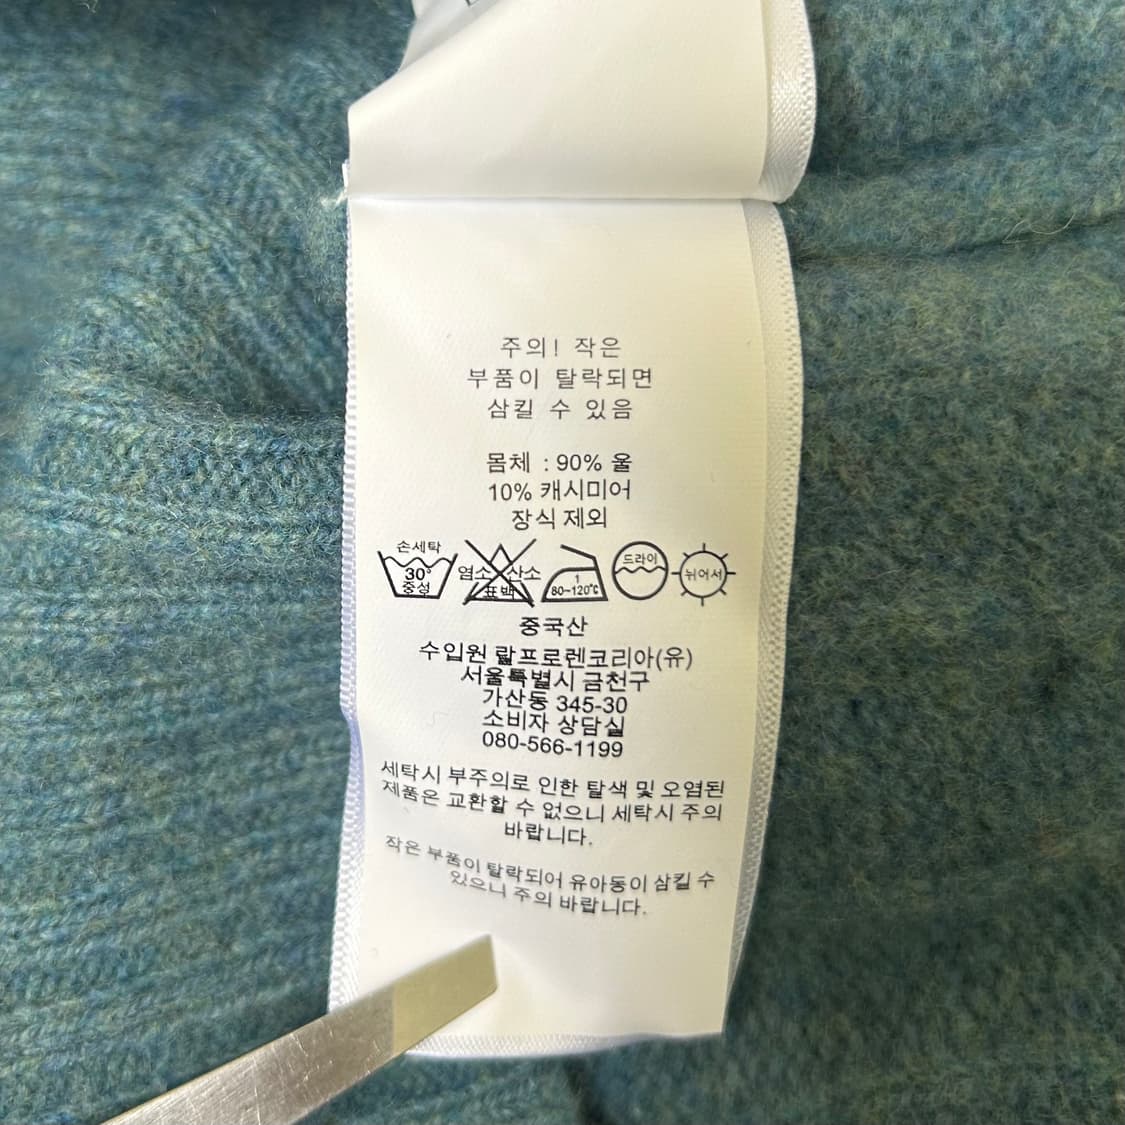 주의! 작은
부품이 탈락되면
삼킬 수 있음
몸체 : 90% 울
10% 캐시미어
장식 제외
손세탁
30°
중성
염소 산소
표백
1
80~120℃
드라이
뉘어서
중국산
수입원 랄프로렌코리아(유)
서울특별시 금천구
가산동 345-30
소비자 상담실
080-566-1199
세탁시 부주의로 인한 탈색 및 오염된
제품은 교환할 수 없으니 세탁시 주의
바랍니다.
작은 부품이 탈락되어 유아동이 삼킬 수
있으니 주의 바랍니다.